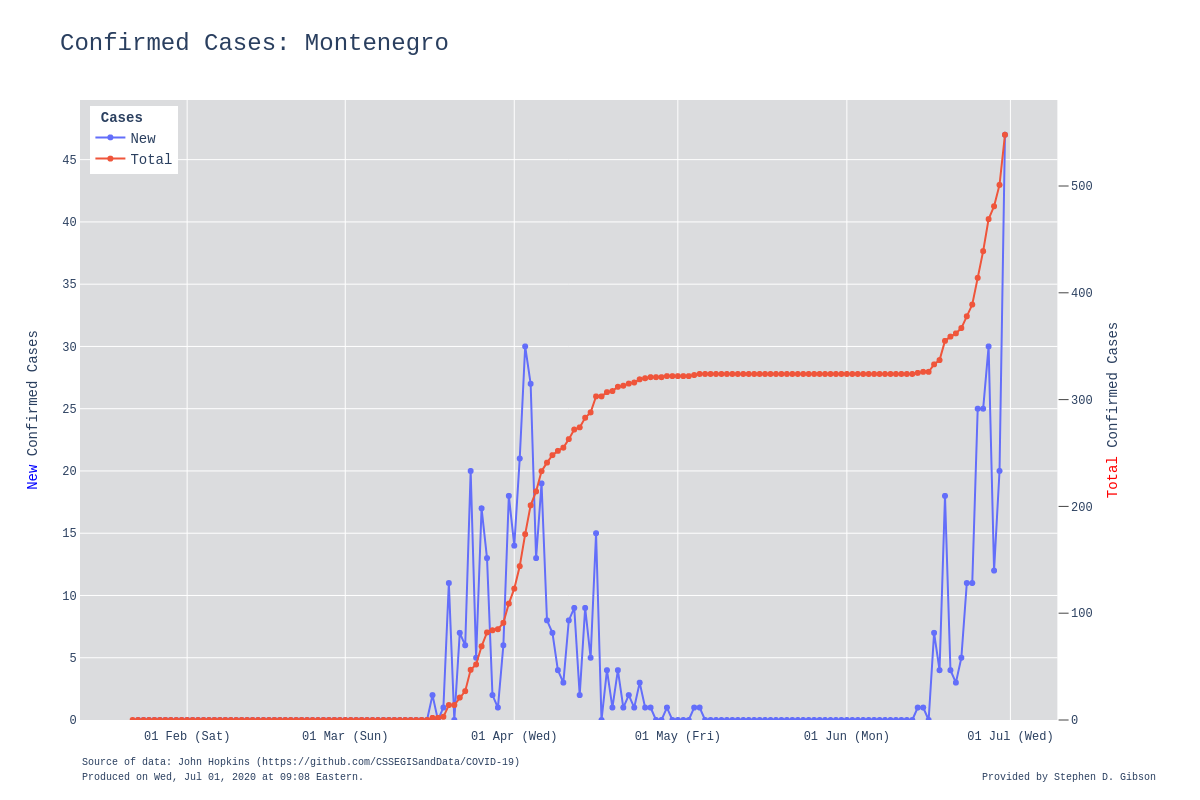 Confirmed Cases: Montenegro
Cases
New
Total
45
40
35
30
25
20
15
10
5
0
500
400
300
200
100
0
New Confirmed Cases
Total Confirmed Cases
01 Feb (Sat)
01 Mar (Sun)
01 Apr (Wed)
01 May (Fri)
01 Jun (Mon)
01 Jul (Wed)
Source of data: John Hopkins (https://github.com/CSSEGISandData/COVID-19)
Produced on Wed, Jul 01, 2020 at 09:08 Eastern.
Provided by Stephen D. Gibson